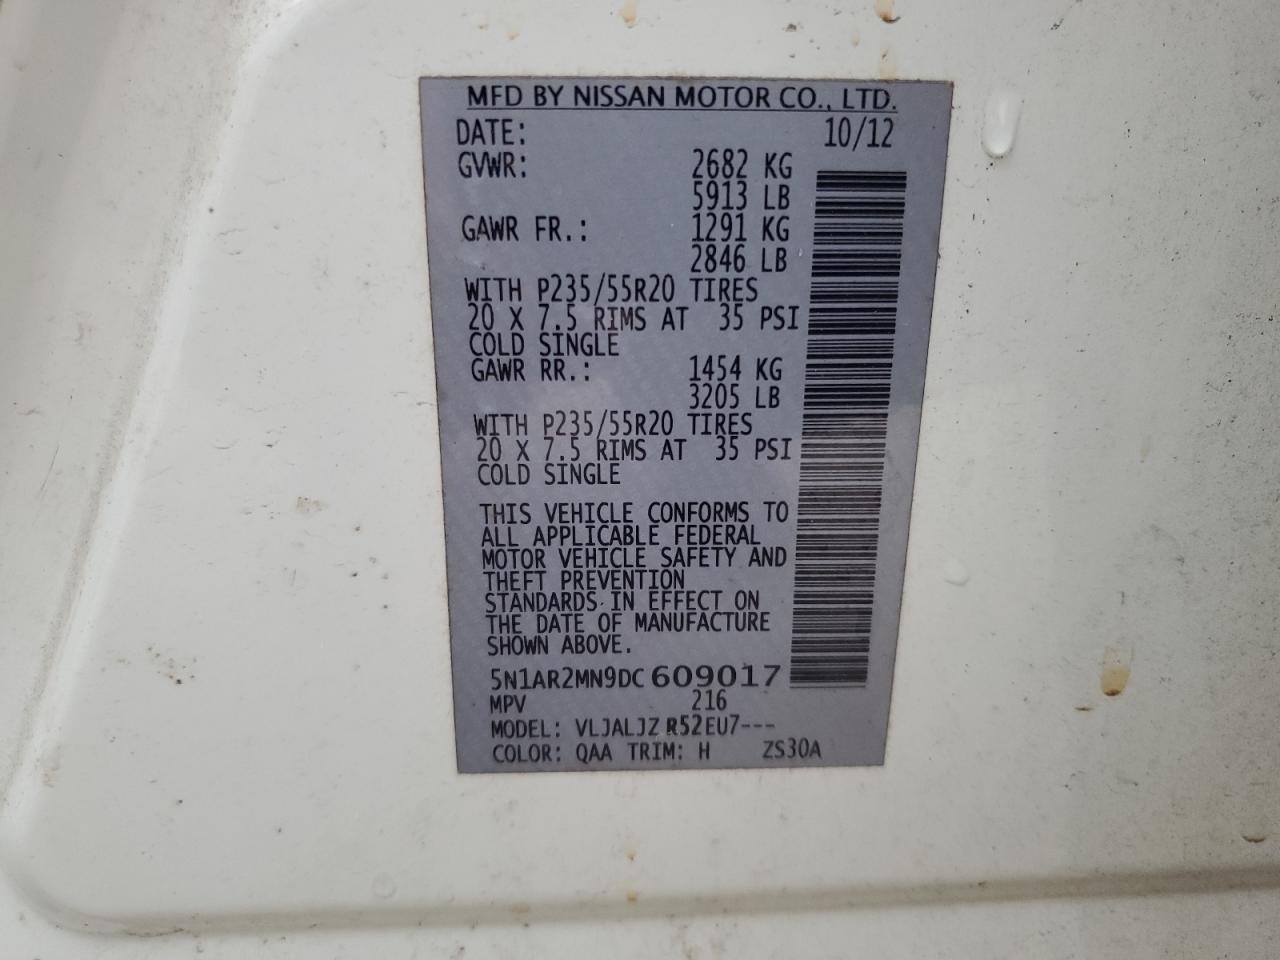 MFD BY NISSAN MOTOR CO., LTD.
DATE: 10/12
GVWR: 2682 KG
5913 LB
GAWR FR.: 1291 KG
2846 LB
WITH P235/55R20 TIRES
20 X 7.5 RIMS AT 35 PSI
COLD SINGLE
GAWR RR.: 1454 KG
3205 LB
WITH P235/55R20 TIRES
20 X 7.5 RIMS AT 35 PSI
COLD SINGLE
THIS VEHICLE CONFORMS TO
ALL APPLICABLE FEDERAL
MOTOR VEHICLE SAFETY AND
THEFT PREVENTION
STANDARDS IN EFFECT ON
THE DATE OF MANUFACTURE
SHOWN ABOVE.
5N1AR2MN9DC 609017
MPV 216
MODEL: VLJALJZ R52EU7---
COLOR: QAA TRIM: H ZS30A